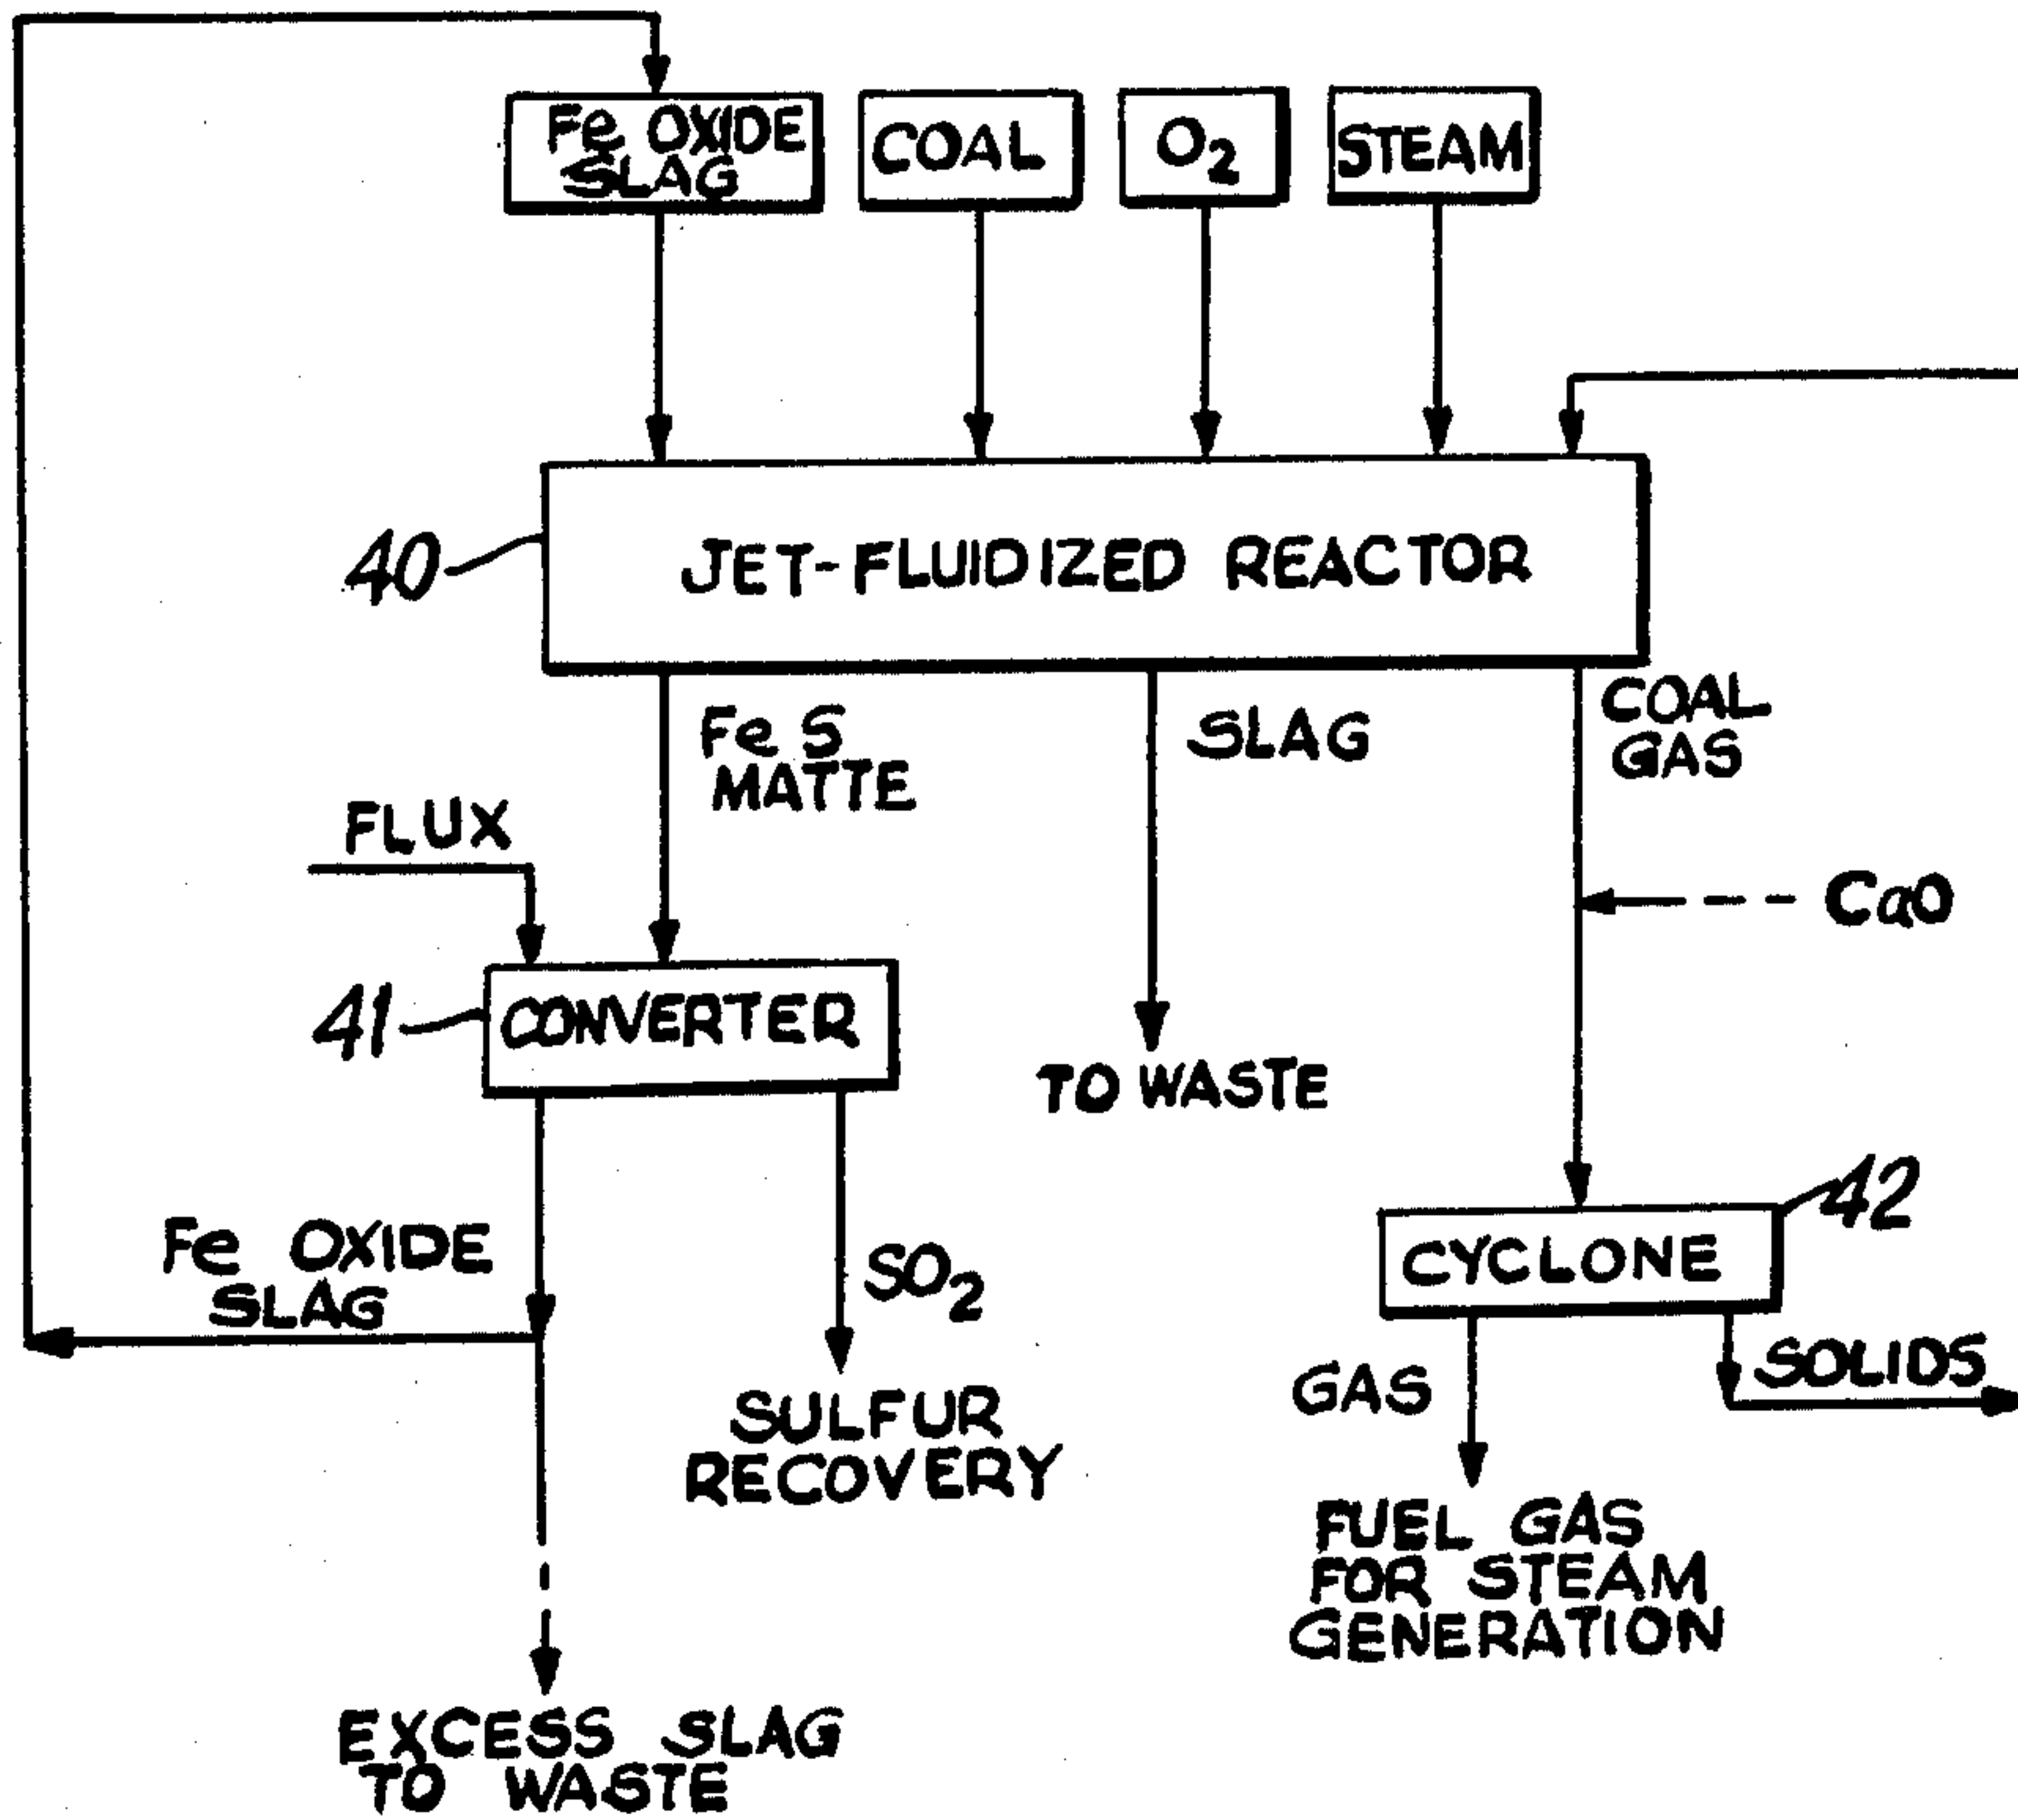 Fe OXIDE
SLAG
COAL
O2
STEAM
40
JET-FLUIDIZED REACTOR
Fe S
MATTE
SLAG
COAL
GAS
FLUX
CaO
41
CONVERTER
TO WASTE
42
CYCLONE
Fe OXIDE
SLAG
SO2
GAS
SOLIDS
SULFUR
RECOVERY
FUEL GAS
FOR STEAM
GENERATION
EXCESS SLAG
TO WASTE